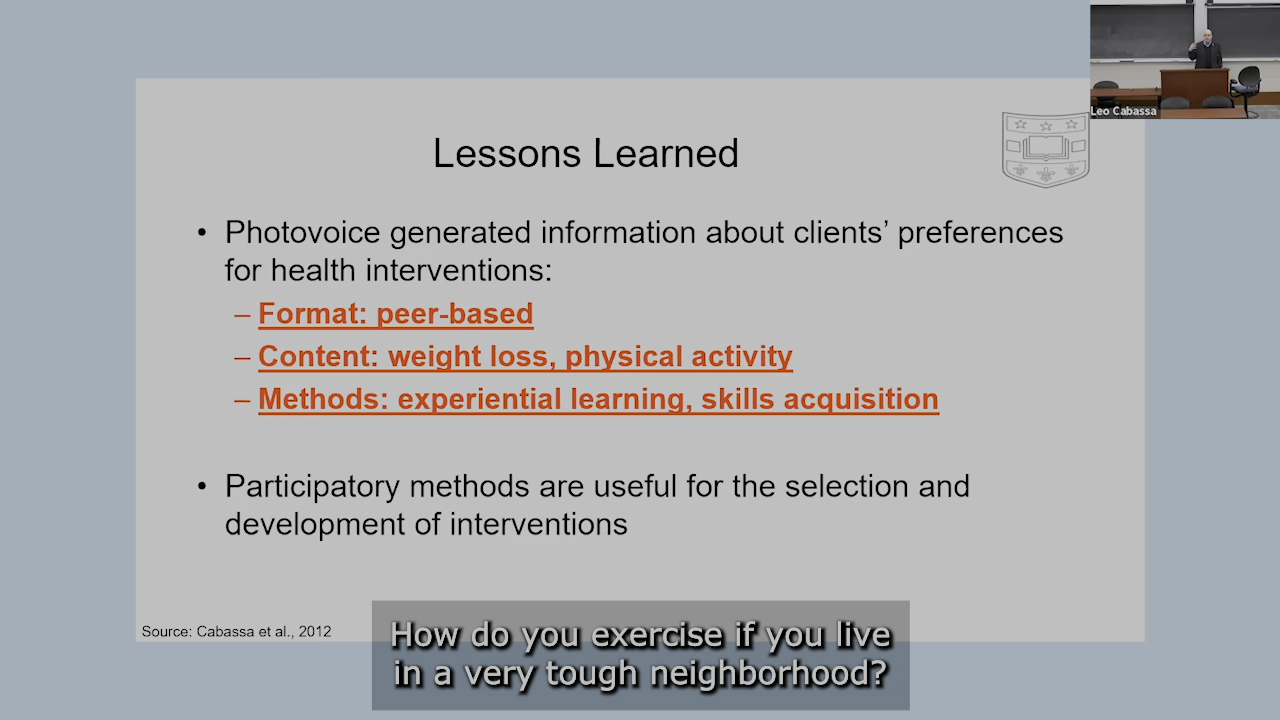 Leo Cabassa
Lessons Learned
• Photovoice generated information about clients’ preferences
for health interventions:
– Format: peer-based
– Content: weight loss, physical activity
– Methods: experiential learning, skills acquisition
• Participatory methods are useful for the selection and
development of interventions
Source: Cabassa et al., 2012
How do you exercise if you live
in a very tough neighborhood?